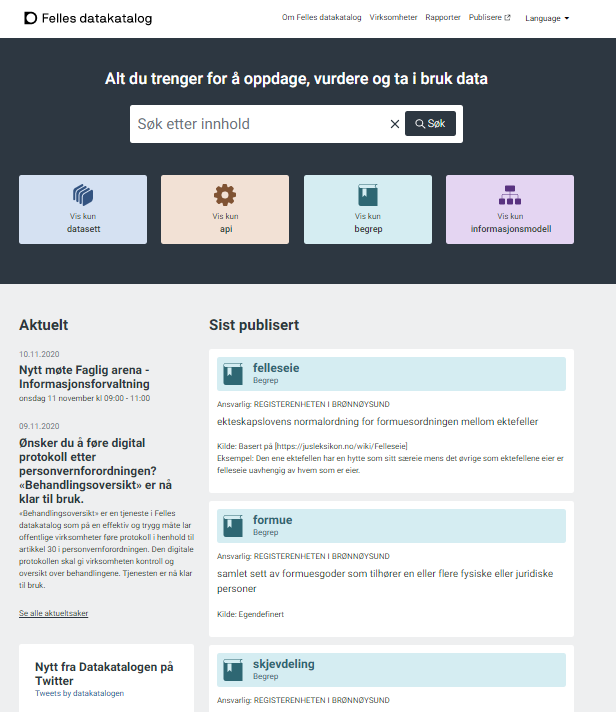 Felles datakatalog
Om Felles datakatalog Virksomheter Rapporter Publisere Language
Alt du trenger for å oppdage, vurdere og ta i bruk data
Søk etter innhold
Søk
Vis kun
datasett
Vis kun
api
Vis kun
begrep
Vis kun
informasjonsmodell
Aktuelt
10.11.2020
Nytt møte Faglig arena -
Informasjonsforvaltning
onsdag 11 november kl 09:00 - 11:00
09.11.2020
Ønsker du å føre digital
protokoll etter
personvernforordningen?
«Behandlingsoversikt» er nå
klar til bruk.
«Behandlingsoversikt» er en tjeneste i Felles
datakatalog som på en effektiv og trygg måte lar
offentlige virksomheter føre protokoll i henhold til
artikkel 30 i personvernforordningen. Den digitale
protokollen skal gi virksomheten kontroll og
oversikt over behandlingene. Tjenesten er nå klar
til bruk.
Se alle aktueltsaker
Nytt fra Datakatalogen på
Twitter
Tweets by datakatalogen
Sist publisert
felleseie
Begrep
Ansvarlig: REGISTERENHETEN I BRØNNØYSUND
ekteskapslovens normalordning for formuesordningen mellom ektefeller
Kilde: Basert på [https://jusleksikon.no/wiki/Felleseie]
Eksempel: Den ene ektefellen har en hytte som sitt særeie mens det øvrige som ektefellene eier er
felleseie uavhengig av hvem som er eier.
formue
Begrep
Ansvarlig: REGISTERENHETEN I BRØNNØYSUND
samlet sett av formuesgoder som tilhører en eller flere fysiske eller juridiske
personer
Kilde: Egendefinert
skjevdeling
Begrep
Ansvarlig: REGISTERENHETEN I BRØNNØYSUND